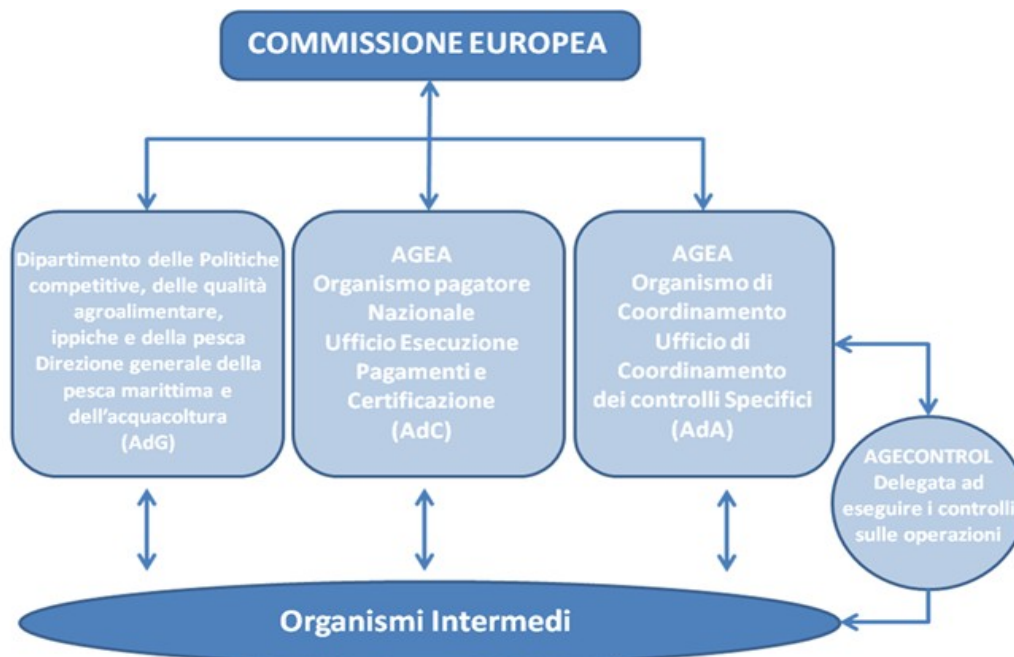 COMMISSIONE EUROPEA
Dipartimento delle Politiche
competitive, delle qualità
agroalimentare,
ippiche e della pesca
Direzione generale della
pesca marittima e
dell'acquacoltura
(AdG)
AGEA
Organismo pagatore
Nazionale
Ufficio Esecuzione
Pagamenti e
Certificazione
(AdC)
AGEA
Organismo di
Coordinamento
Ufficio di
Coordinamento
dei controlli Specifici
(AdA)
AGECONTROL
Delegata ad
eseguire i controlli
sulle operazioni
Organismi Intermedi